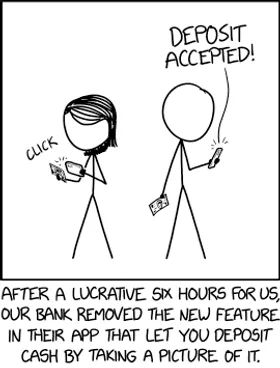 DEPOSIT
ACCEPTED!
CLICK
AFTER A LUCRATIVE SIX HOURS FOR US,
OUR BANK REMOVED THE NEW FEATURE
IN THEIR APP THAT LET YOU DEPOSIT
CASH BY TAKING A PICTURE OF IT.